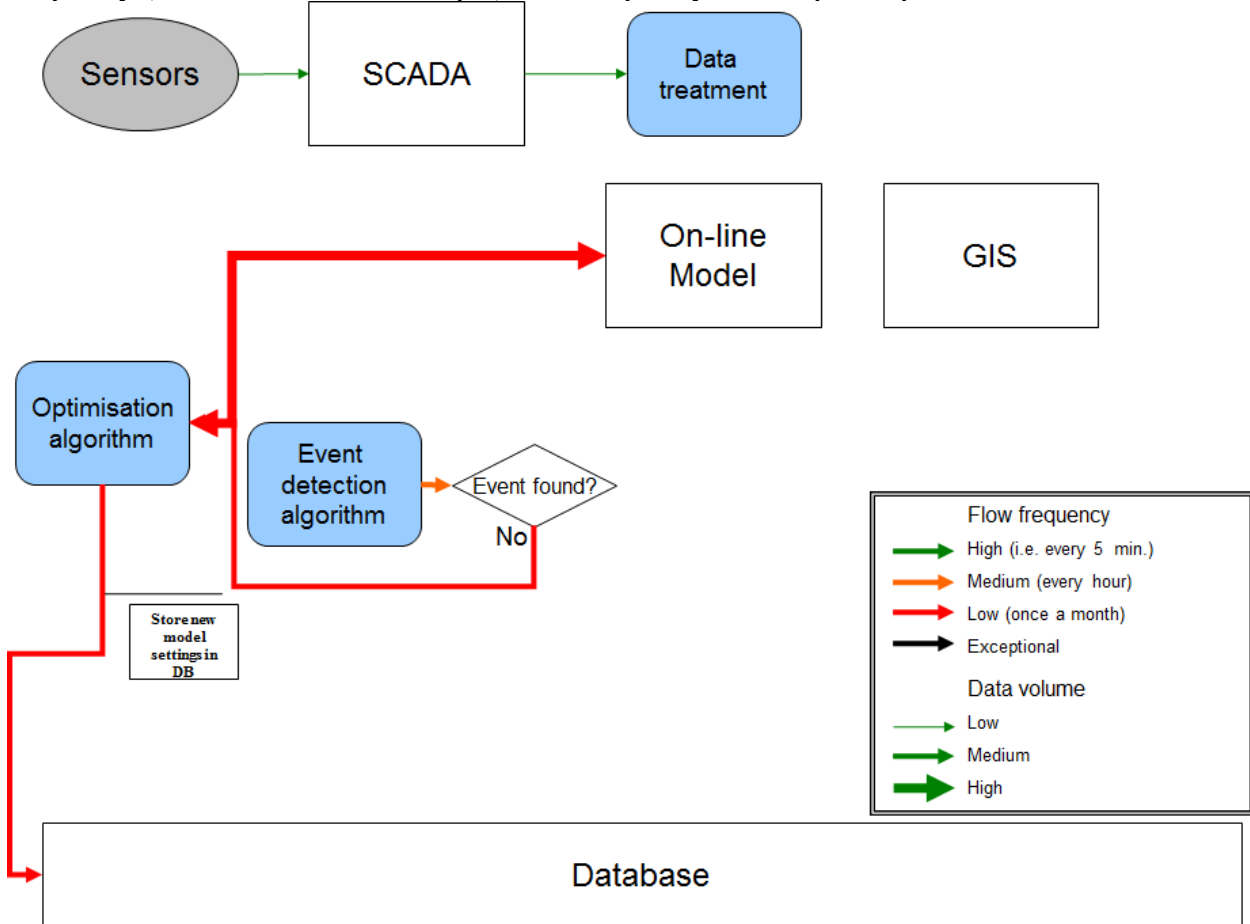 Sensors
SCADA
Data
treatment
On-line
Model
GIS
Optimisation
algorithm
Event
detection
algorithm
Event found?
No
Store new
model
settings in
DB
Flow frequency
High (i.e. every 5 min.)
Medium (every hour)
Low (once a month)
Exceptional
Data volume
Low
Medium
High
Database